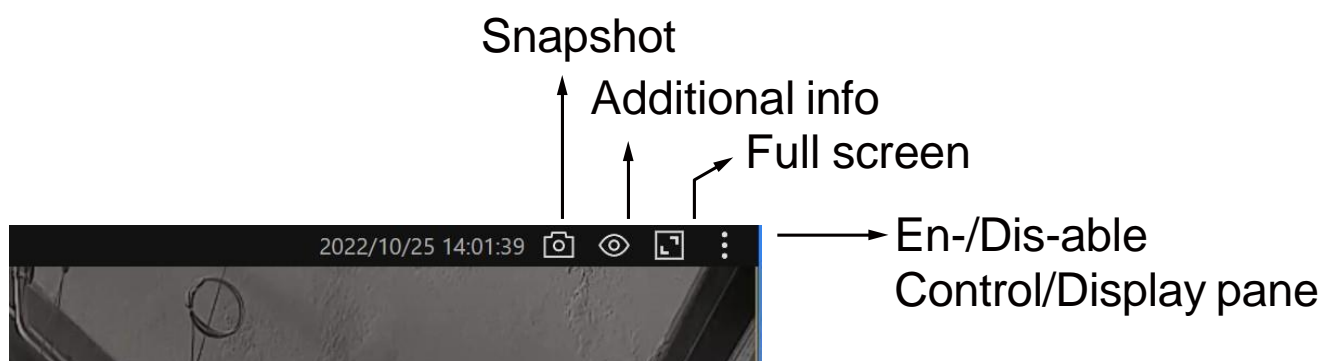 Snapshot
Additional info
Full screen
En-/Dis-able
Control/Display pane
2022/10/25 14:01:39